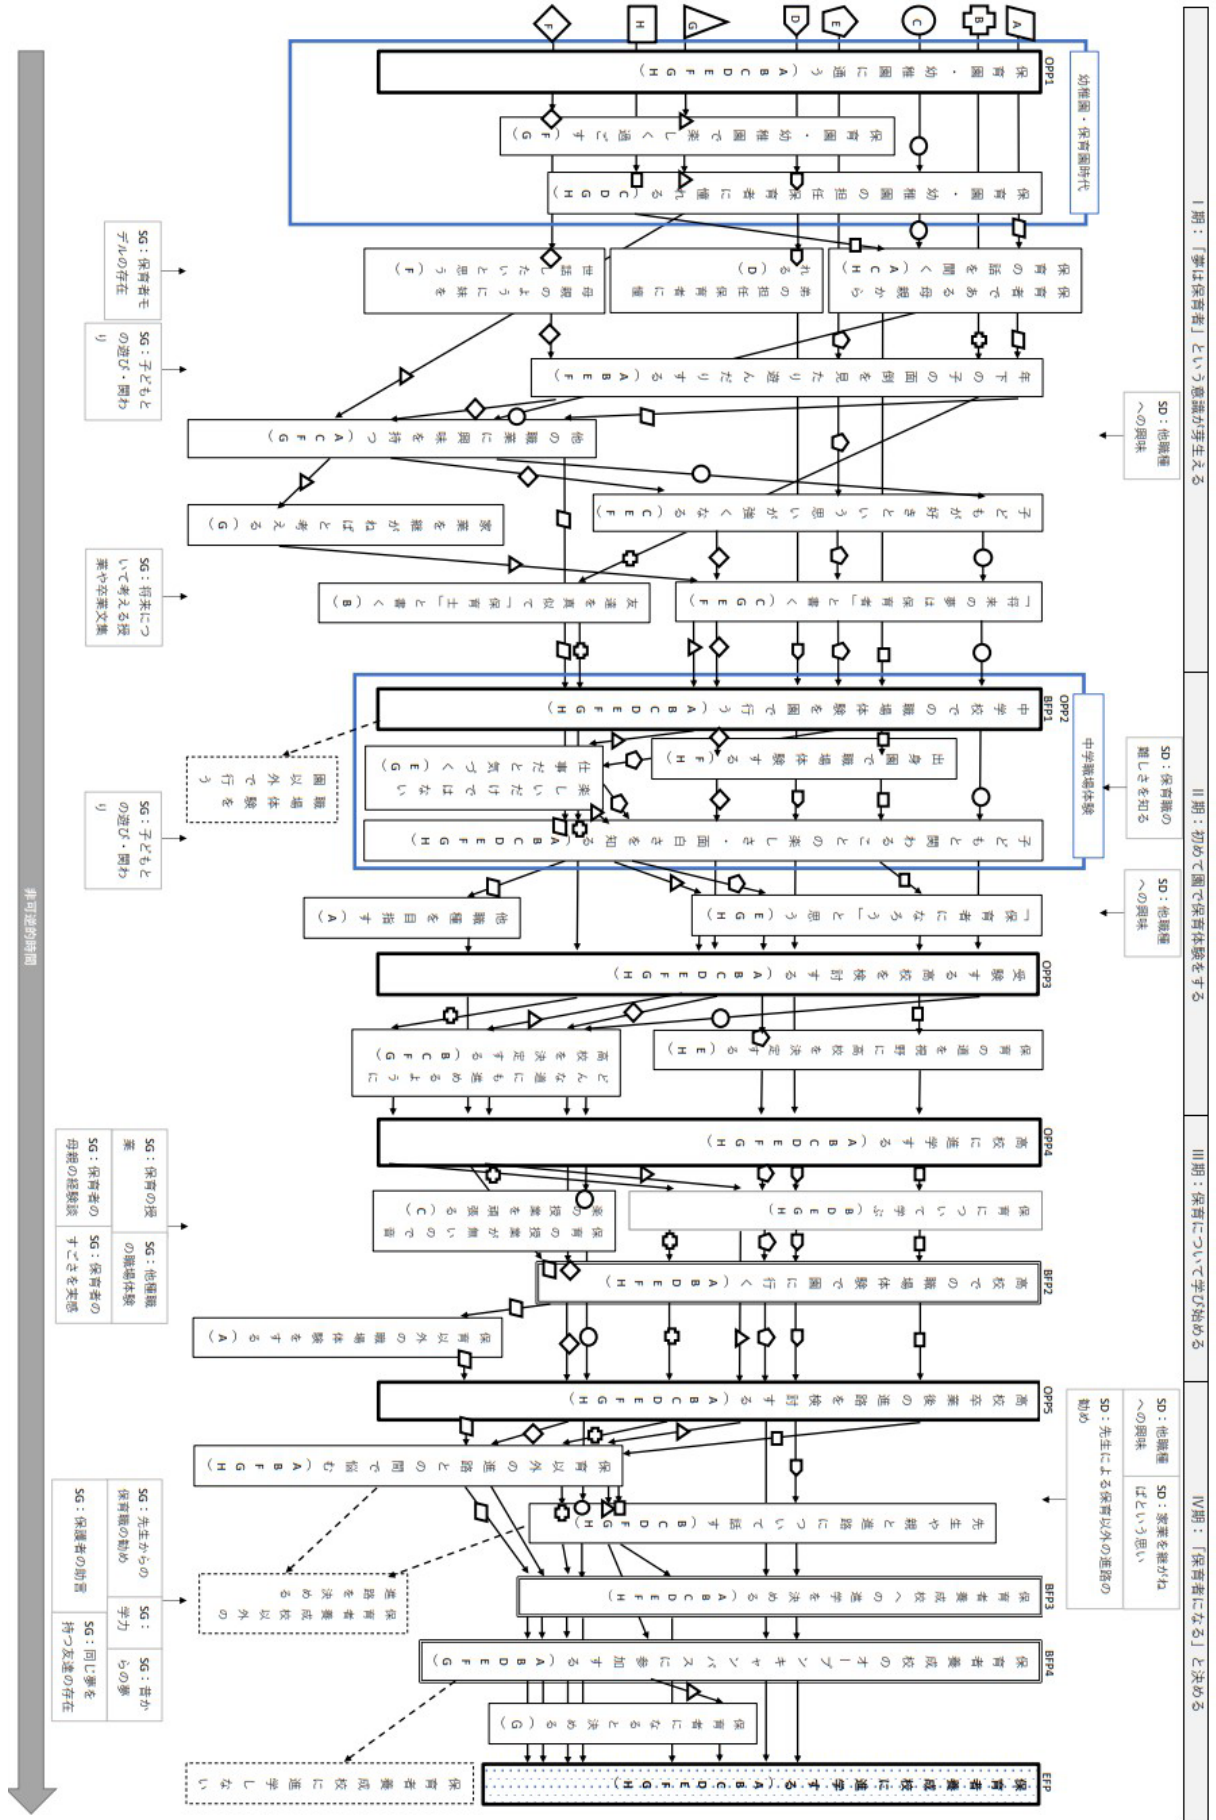 Ⅰ期：「夢は保育者」という意識が芽生える
Ⅱ期：初めて園で保育体験をする
Ⅲ期：保育について学び始める
Ⅳ期：「保育者になる」と決める
A
B
C
E
D
G
H
F
OPP1
保育園・幼稚園に通う（ABCDEFGH）
幼稚園・保育園時代
保育園・幼稚園で楽しく過ごす（FG）
保育園・幼稚園の担任保育者に憧れる（CDGH）
保育者である母親から
保育の話を聞く（ACH）
弟の担任保育者に憧
れる（D）
母親のように妹を
世話したいと思う（F）
SG：保育者モ
デルの存在
年下の子の面倒を見たり遊んだりする（ABEF）
SG：子どもと
の遊び・関わ
り
SD：他職種
への興味
他の職業に興味を持つ（ACFG）
子どもが好きという思いが強くなる（CEF）
家業を継がねばと考える（G）
「将来の夢は保育者」と書く（CGEF）
友達を真似て「保育士」と書く（B）
SG：将来につ
いて考える授
業や卒業文集
OPP2
BFP1
中学校での職場体験を園で行う（ABCDEFGH）
中学職場体験
SD：保育職の
難しさを知る
出身園で職場体験する（HF）
楽しいだけではない
仕事だと気づく（EG）
園以外で
職場体験を行う
子どもと関わることの楽しさ・面白さを知る（ABCDEFGH）
SG：子どもと
の遊び・関わ
り
SD：他職種
への興味
「保育者になろう」と思う（EGH）
他職種を目指す（A）
OPP3
受験する高校を検討する（ABCDEFGH）
保育の道を視野に高校を決定する（EH）
どんな道にも進めるように
高校を決定する（BCFG）
OPP4
高校に進学する（ABCDEFGH）
保育について学ぶ（BDEGH）
保育の授業が無いので音
楽の授業を頑張る（C）
SG：保育の授
業
SG：他種職
の職場体験
SG：保育者の
母親の経験談
SG：保育者の
すごさを実感
BFP2
高校での職場体験で園に行く（ABDEFH）
保育以外の職場体験をする（A）
OPP5
高校卒業後の進路を検討する（ABCDEFGH）
SD：他職種
への興味
SD：家業を継がね
ばという思い
SD：先生による保育以外の進路の
勧め
保育以外の進路との間で悩む（ABFGH）
先生や親と進路について話す（BCDFGH）
保育者養成校以外の
進路を決める
SG：先生からの
保育職の勧め
SG：
学力
SG：昔か
らの夢
SG：保護者の助言
SG：同じ夢を
持つ友達の存在
BFP3
保育者養成校への進学を決める（ABCDEFH）
BFP4
保育者養成校のオープンキャンパスに参加する（ABDEFG）
保育者になると決める（G）
EFP
保育者養成校に進学する（ABCDEFGH）
保育者養成校に進学しない
非可逆的時間